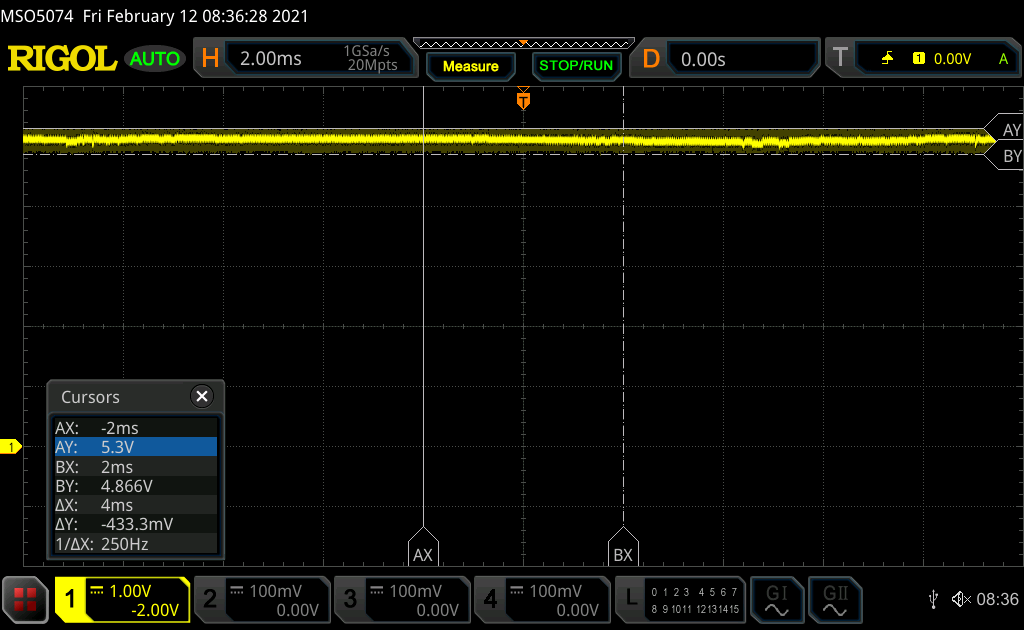 MSO5074 Fri February 12 08:36:28 2021
RIGOL AUTO H 2.00ms 1GSa/s 20Mpts Measure STOP/RUN D 0.00s T 1 0.00V A
T
AY
BY
1
Cursors
AX: -2ms
AY: 5.3V
BX: 2ms
BY: 4.866V
ΔX: 4ms
ΔY: -433.3mV
1/ΔX: 250Hz
AX BX
1 1.00V -2.00V
2 100mV 0.00V
3 100mV 0.00V
4 100mV 0.00V
L 0 1 2 3 4 5 6 7
8 9 10 11 12 13 14 15
GI GII
08:36